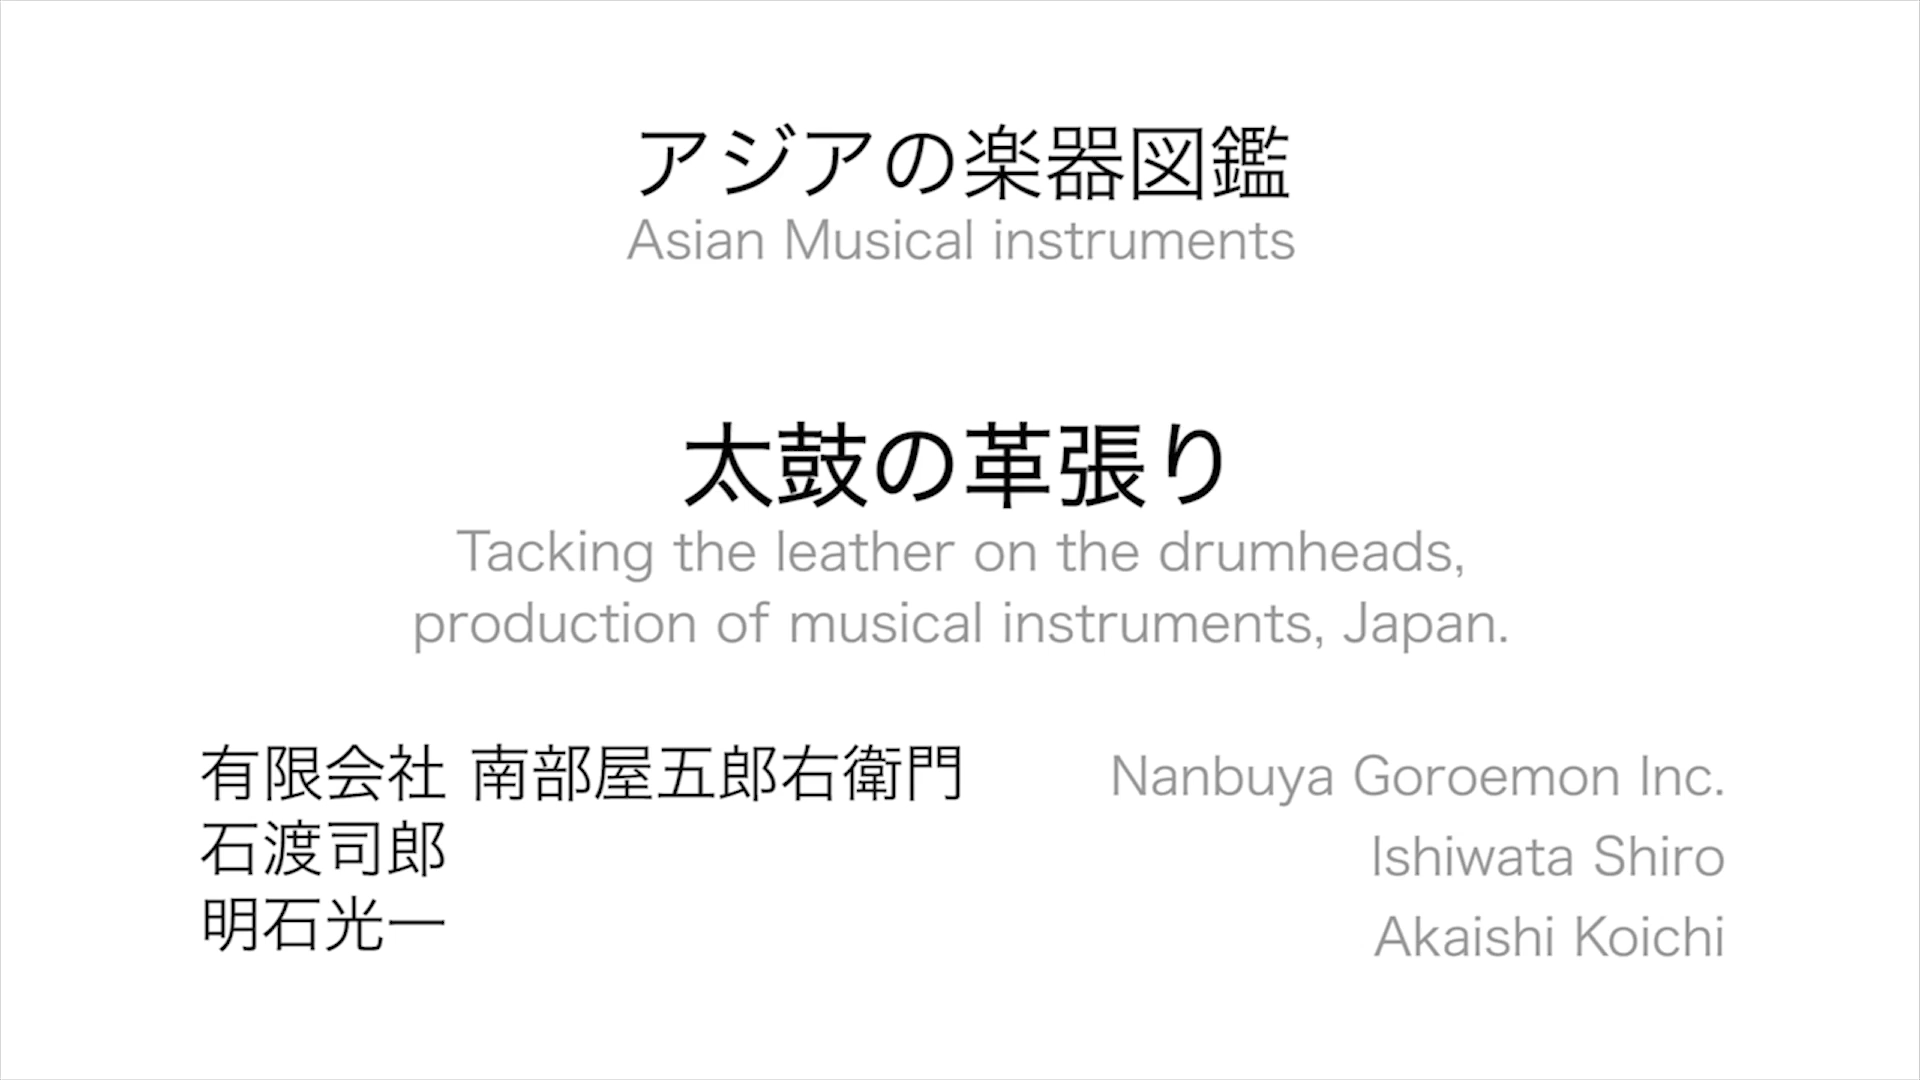 アジアの楽器図鑑
Asian Musical instruments
太鼓の革張り
Tacking the leather on the drumheads,
production of musical instruments, Japan.
有限会社 南部屋五郎右衛門
Nanbuya Goroemon Inc.
石渡司郎
Ishiwata Shiro
明石光一
Akaishi Koichi